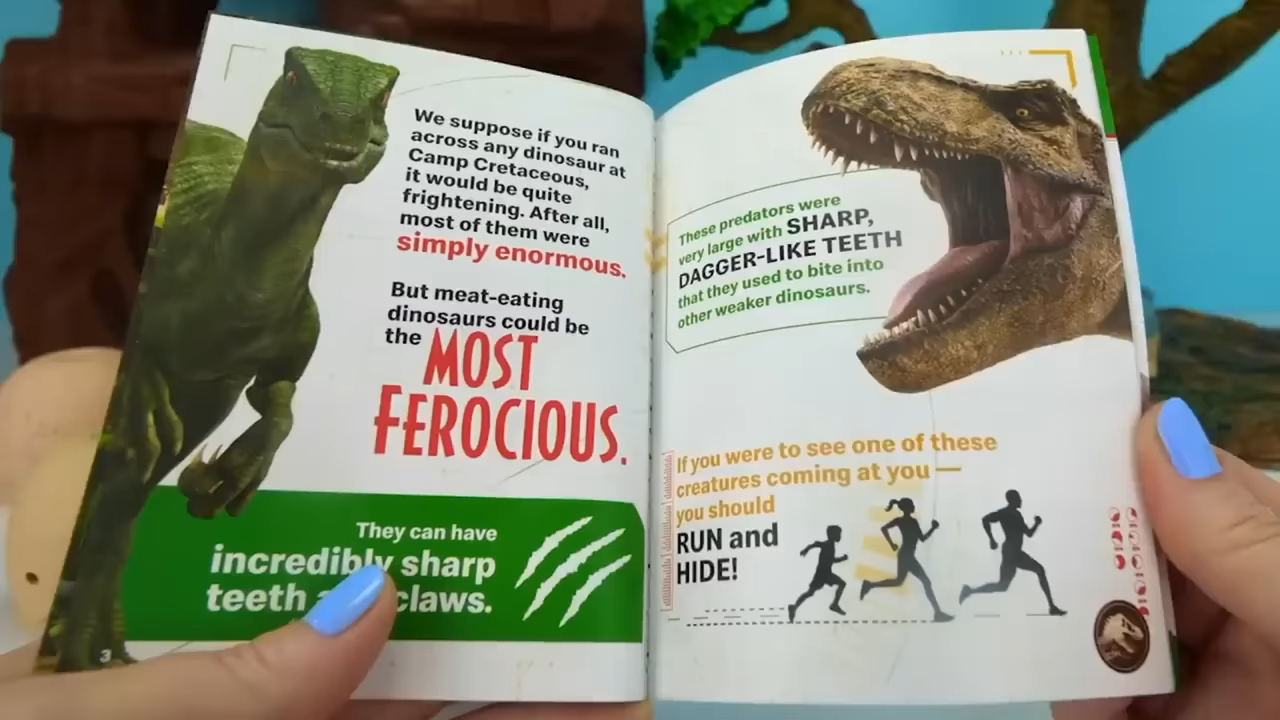 We suppose if you ran
across any dinosaur at
Camp Cretaceous,
it would be quite
frightening. After all,
most of them were
simply enormous.
But meat-eating
dinosaurs could be
the MOST
FEROCIOUS.
They can have
incredibly sharp
teeth claws.
3
These predators were
very large with SHARP,
DAGGER-LIKE TEETH
that they used to bite into
other weaker dinosaurs.
If you were to see one of these
creatures coming at you —
you should
RUN and
HIDE!